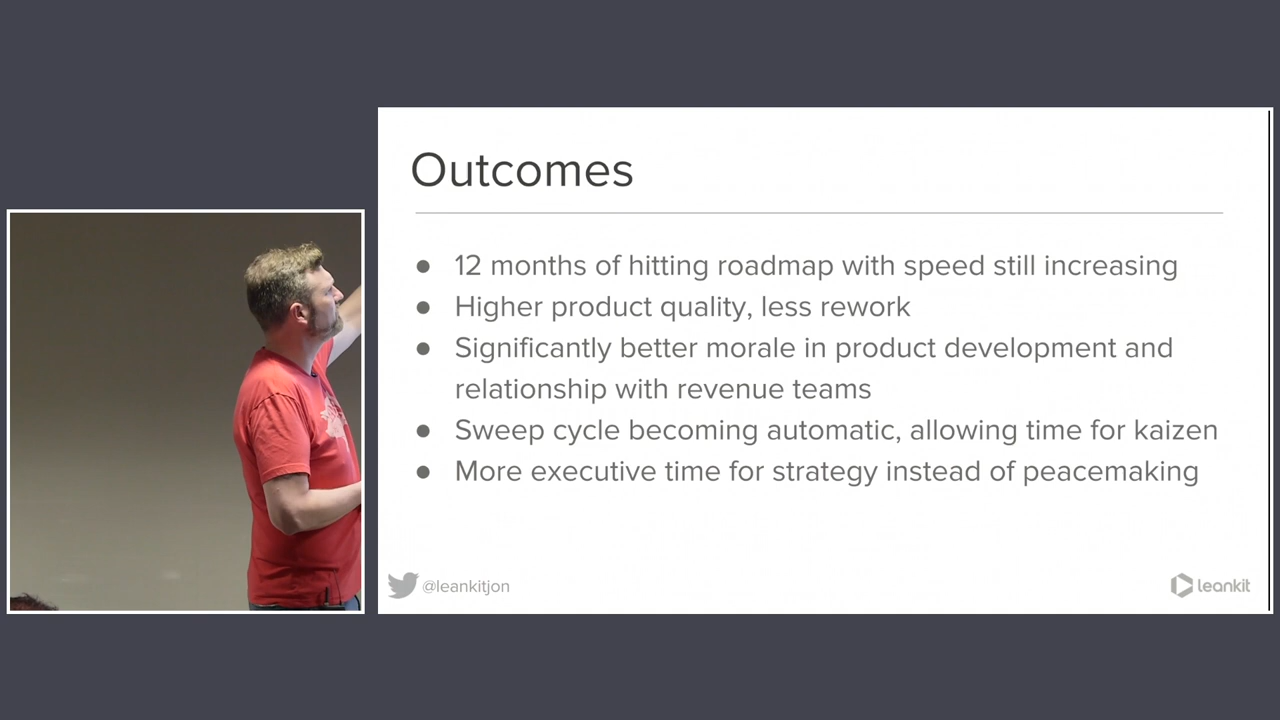 Outcomes
● 12 months of hitting roadmap with speed still increasing
● Higher product quality, less rework
● Significantly better morale in product development and
relationship with revenue teams
● Sweep cycle becoming automatic, allowing time for kaizen
● More executive time for strategy instead of peacemaking
@leankitjon
leankit